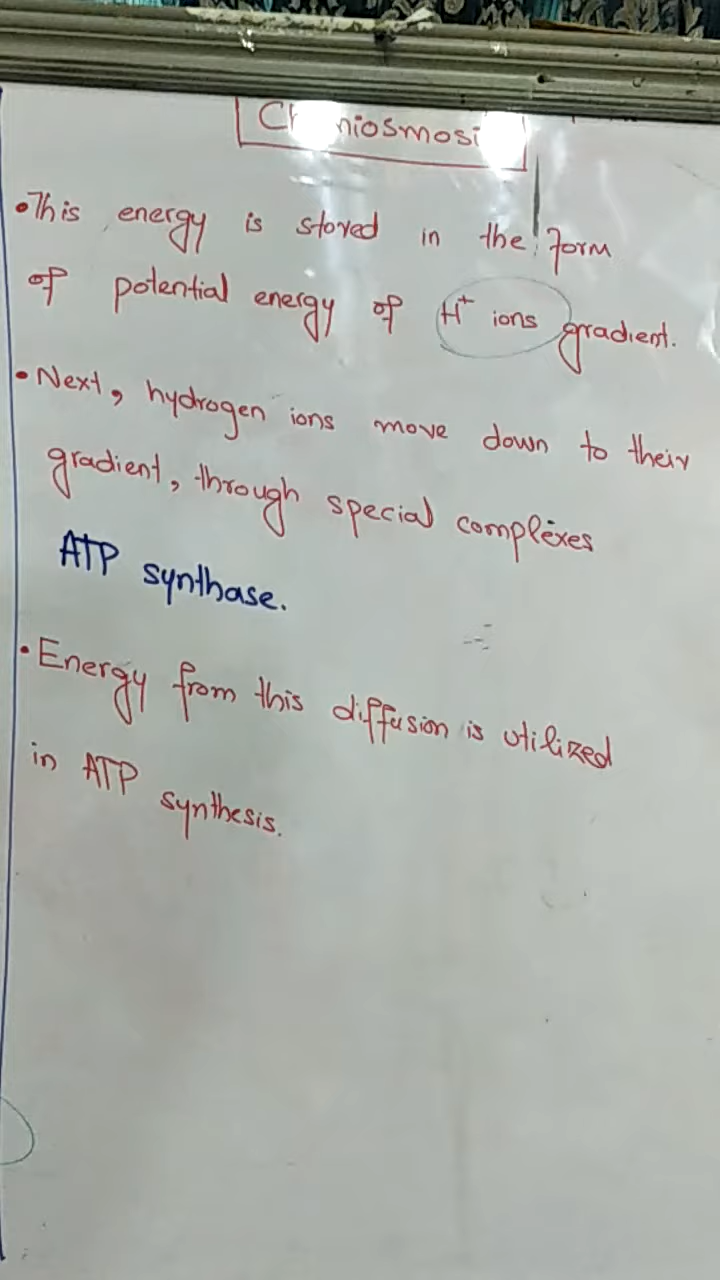 Chemiosmosi
•This energy is stored in the form
of potential energy of H⁺ ions gradient.
•Next, hydrogen ions move down to their
gradient, through special complexes
ATP synthase.
•Energy from this diffusion is utilized
in ATP synthesis.